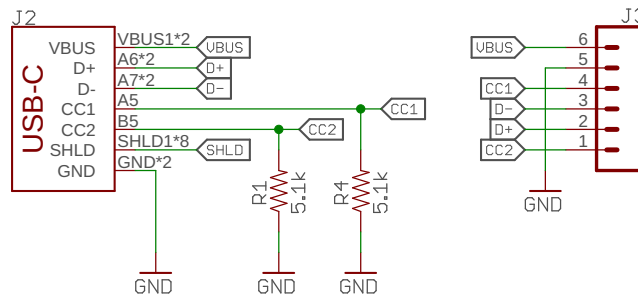 J2
USB-C
VBUS VBUS1*2 VBUS
D+ A6*2 D+
D- A7*2 D-
CC1 A5 CC1
CC2 B5 CC2
SHLD SHLD1*8 SHLD
GND GND*2
R1 5.1k
R4 5.1k
GND GND GND
J3
VBUS 6
5
CC1 4
D- 3
D+ 2
CC2 1
GND